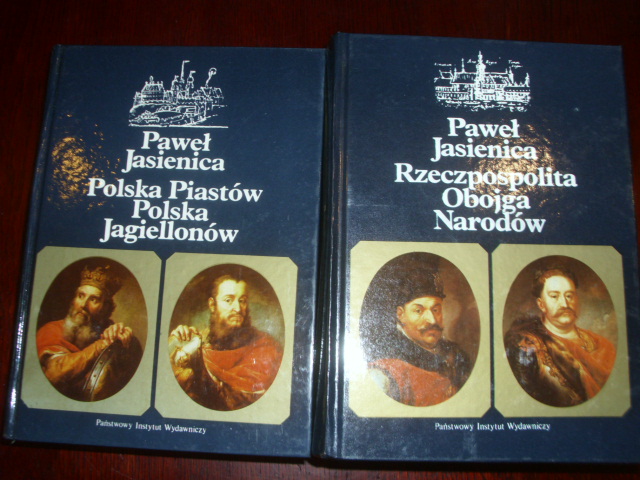 Paweł
Jasienica
Polska Piastów
Polska
Jagiellonów
Państwowy Instytut Wydawniczy
Paweł
Jasienica
Rzeczpospolita
Obojga
Narodów
Państwowy Instytut Wydawniczy